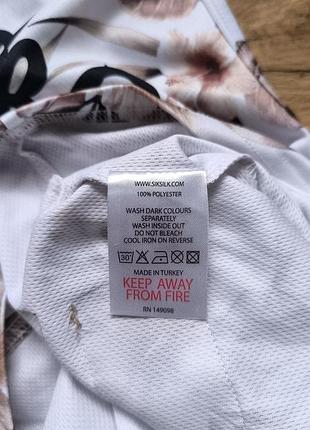 WWW.SIKSILK.COM
100% POLYESTER
WASH DARK COLOURS
SEPARATELY
WASH INSIDE OUT
DO NOT BLEACH
COOL IRON ON REVERSE
30°
MADE IN TURKEY
KEEP AWAY
FROM FIRE
RN 149098